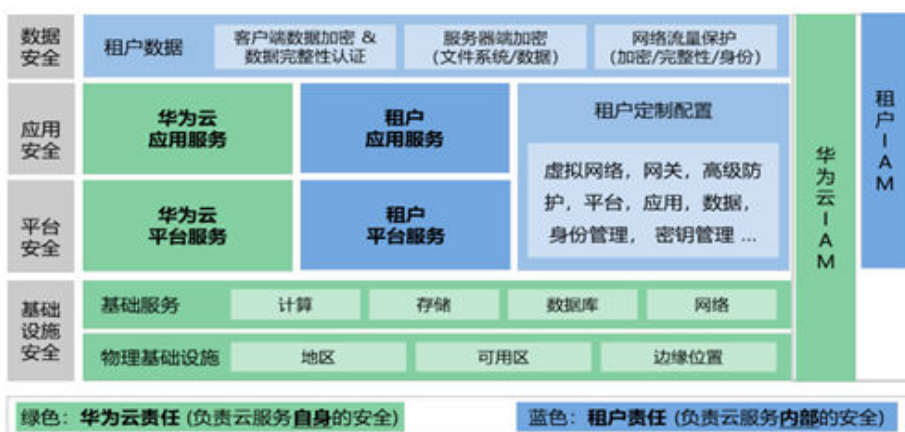 数据
安全
租户数据
客户端数据加密 &
数据完整性认证
服务器端加密
(文件系统/数据)
网络流量保护
(加密/完整性/身份)
应用
安全
华为云
应用服务
租户
应用服务
租户定制配置
虚拟网络，网关，高级防
护，平台，应用，数据，
身份管理，密钥管理 ...
平台
安全
华为云
平台服务
租户
平台服务
基础
设施
安全
基础服务
计算
存储
数据库
网络
物理基础设施
地区
可用区
边缘位置
华为云IAM
租户IAM
绿色：华为云责任 (负责云服务自身的安全)
蓝色：租户责任 (负责云服务内部的安全)